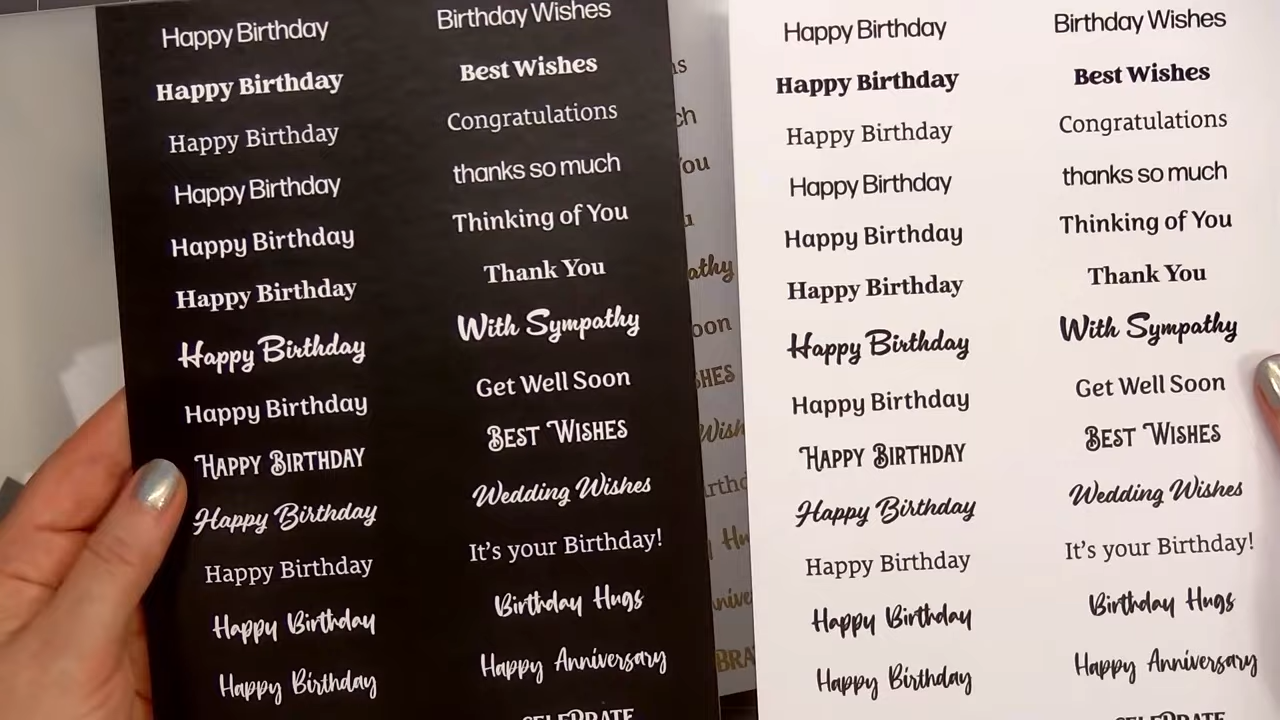 Happy Birthday
Happy Birthday
Happy Birthday
Happy Birthday
Happy Birthday
Happy Birthday
Happy Birthday
Happy Birthday
Happy Birthday
Happy Birthday
Happy Birthday
Happy Birthday
Happy Birthday
Birthday Wishes
Best Wishes
Congratulations
thanks so much
Thinking of You
Thank You
With Sympathy
Get Well Soon
Best Wishes
Wedding Wishes
It's your Birthday!
Birthday Hugs
Happy Anniversary
CELEBRATE
Happy Birthday
Happy Birthday
Happy Birthday
Happy Birthday
Happy Birthday
Happy Birthday
Happy Birthday
Happy Birthday
Happy Birthday
Happy Birthday
Happy Birthday
Happy Birthday
Happy Birthday
Birthday Wishes
Best Wishes
Congratulations
thanks so much
Thinking of You
Thank You
With Sympathy
Get Well Soon
Best Wishes
Wedding Wishes
It's your Birthday!
Birthday Hugs
Happy Anniversary
CELEBRATE